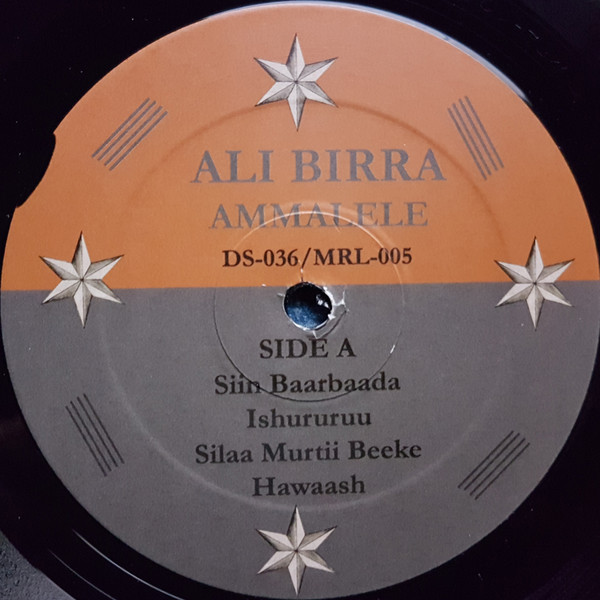 ALI BIRRA
AMMALELE
DS-036/MRL-005
SIDE A
Siin Baarbaada
Ishururuu
Silaa Murtii Beeke
Hawaash